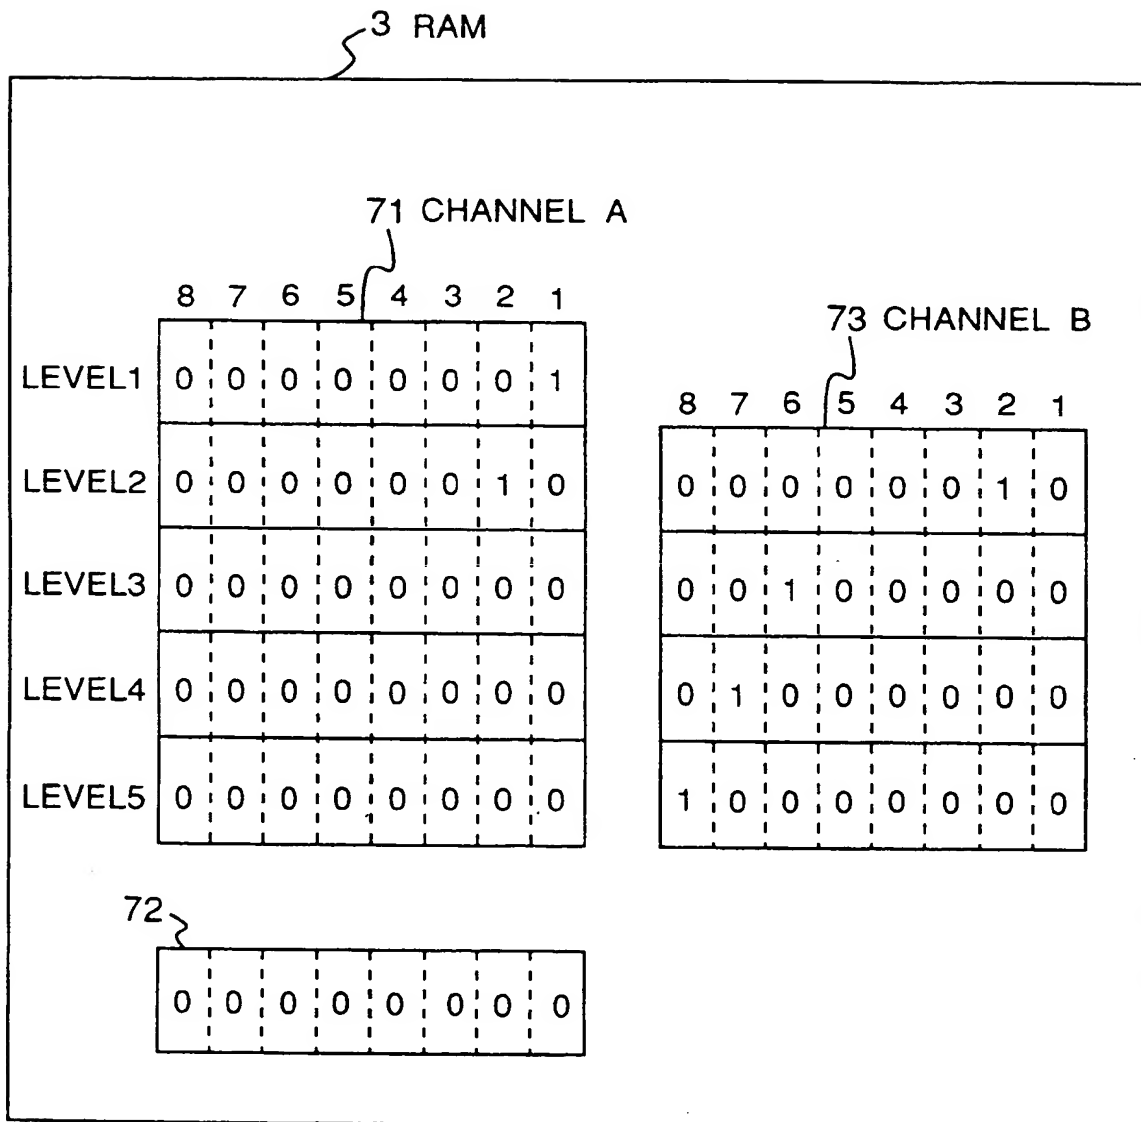 3 RAM
71 CHANNEL A
8 7 6 5 4 3 2 1
LEVEL1 0 0 0 0 0 0 0 1
LEVEL2 0 0 0 0 0 0 1 0
LEVEL3 0 0 0 0 0 0 0 0
LEVEL4 0 0 0 0 0 0 0 0
LEVEL5 0 0 0 0 0 0 0 0
73 CHANNEL B
8 7 6 5 4 3 2 1
0 0 0 0 0 0 1 0
0 0 1 0 0 0 0 0
0 1 0 0 0 0 0 0
1 0 0 0 0 0 0 0
72
0 0 0 0 0 0 0 0